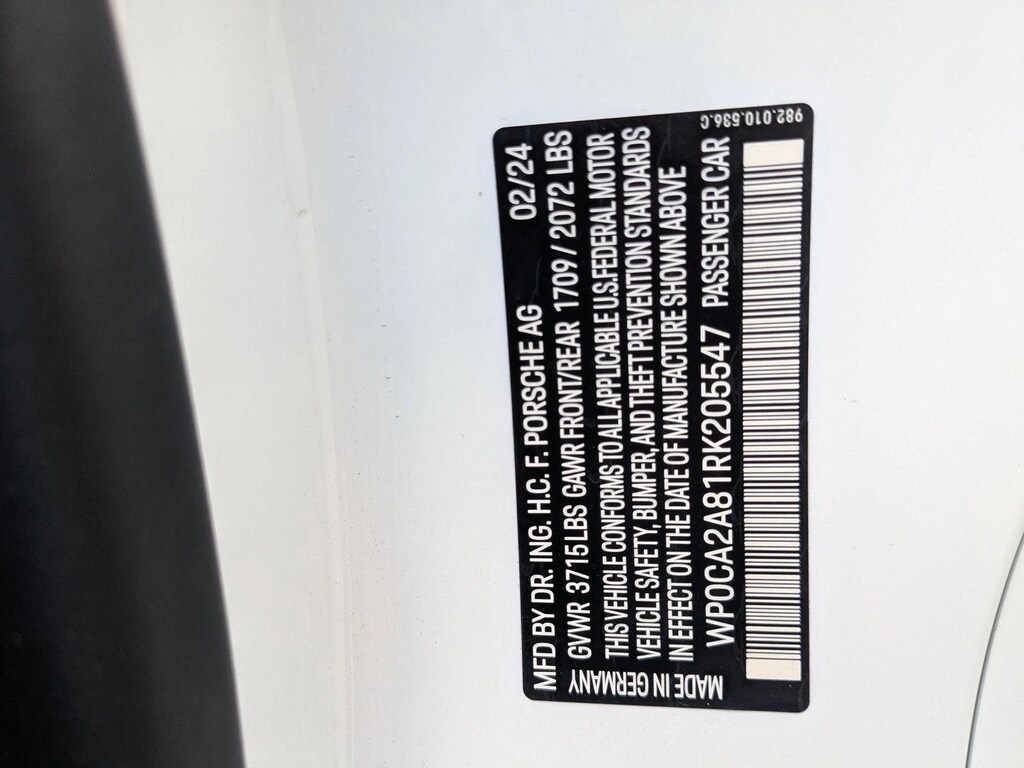 MFD BY DR. ING. H.C. F. PORSCHE AG 02/24
GVWR 3715 LBS GAWR FRONT/REAR 1709 / 2072 LBS
THIS VEHICLE CONFORMS TO ALL APPLICABLE U.S. FEDERAL MOTOR
VEHICLE SAFETY, BUMPER, AND THEFT PREVENTION STANDARDS
IN EFFECT ON THE DATE OF MANUFACTURE SHOWN ABOVE
WP0CA2A81RK205547 PASSENGER CAR
MADE IN GERMANY
982.010.536.C